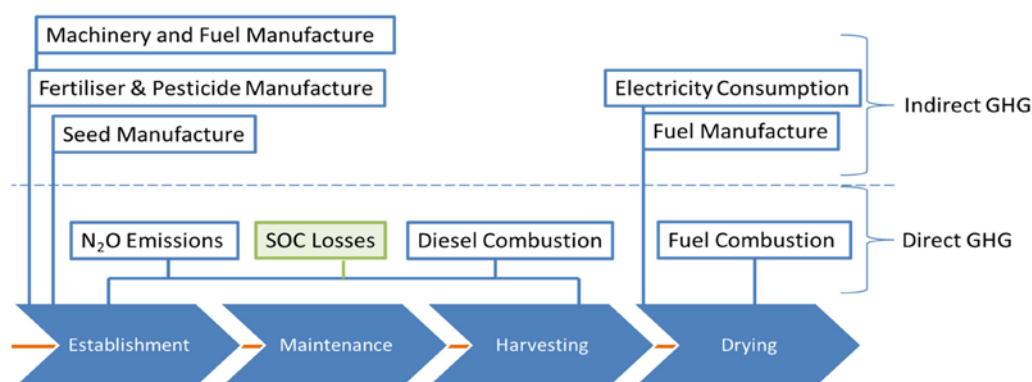 Machinery and Fuel Manufacture
Fertiliser & Pesticide Manufacture
Electricity Consumption
Indirect GHG
Seed Manufacture
Fuel Manufacture
N₂O Emissions
SOC Losses
Diesel Combustion
Fuel Combustion
Direct GHG
Establishment
Maintenance
Harvesting
Drying